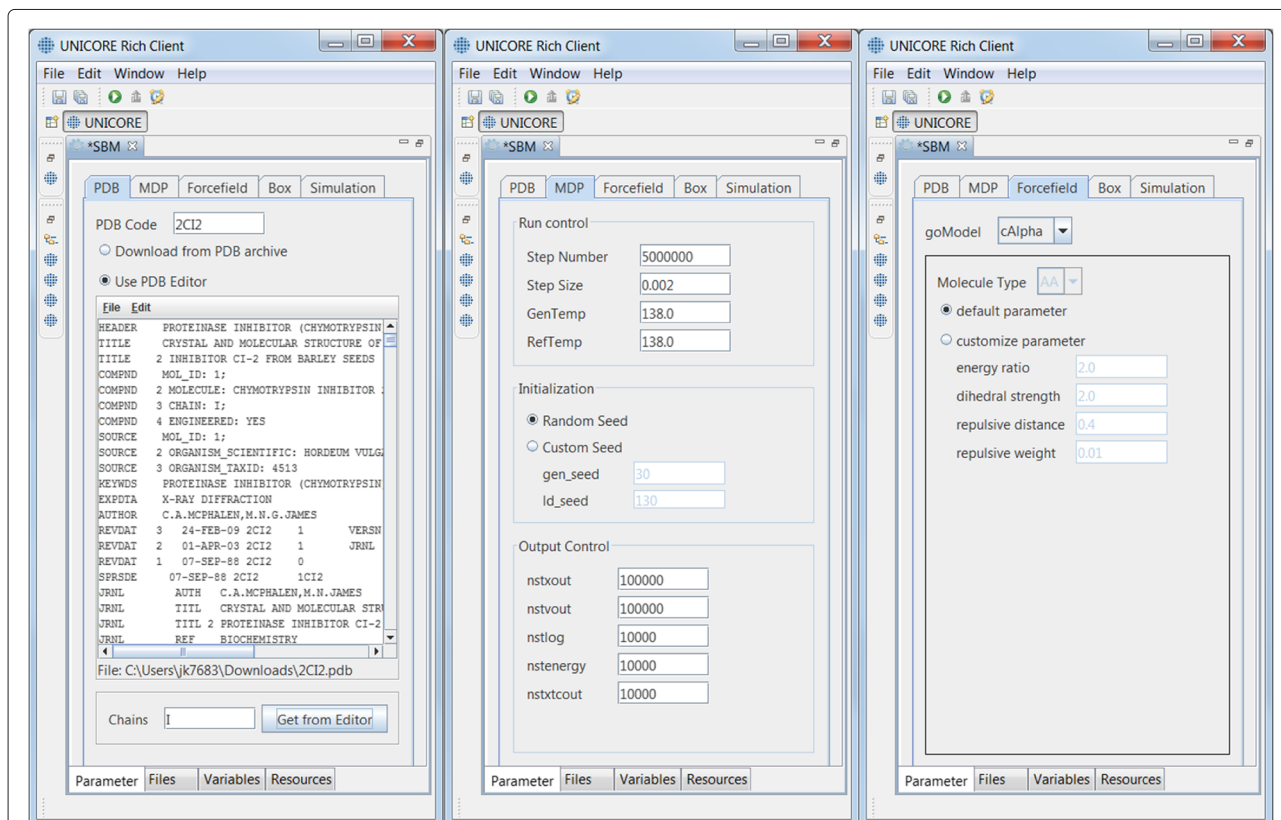 UNICORE Rich Client
File Edit Window Help
UNICORE
*SBM
PDB MDP Forcefield Box Simulation
PDB Code 2CI2
Download from PDB archive
Use PDB Editor
File Edit
HEADER PROTEINASE INHIBITOR (CHYMOTRYPSIN
TITLE CRYSTAL AND MOLECULAR STRUCTURE OF
TITLE 2 INHIBITOR CI-2 FROM BARLEY SEEDS
COMPND MOL_ID: 1;
COMPND 2 MOLECULE: CHYMOTRYPSIN INHIBITOR
COMPND 3 CHAIN: I;
COMPND 4 ENGINEERED: YES
SOURCE MOL_ID: 1;
SOURCE 2 ORGANISM_SCIENTIFIC: HORDEUM VULG
SOURCE 3 ORGANISM_TAXID: 4513
KEYWDS PROTEINASE INHIBITOR (CHYMOTRYPSIN
EXPDTA X-RAY DIFFRACTION
AUTHOR C.A.MCPHALEN,M.N.G.JAMES
REVDAT 3 24-FEB-09 2CI2 1 VERSN
REVDAT 2 01-APR-03 2CI2 1 JRNL
REVDAT 1 07-SEP-88 2CI2 0
SPRSDE 07-SEP-88 2CI2 1CI2
JRNL AUTH C.A.MCPHALEN,M.N.JAMES
JRNL TITL CRYSTAL AND MOLECULAR STR
JRNL TITL 2 PROTEINASE INHIBITOR CI-2
JRNL REF BIOCHEMISTRY
File: C:\Users\jk7683\Downloads\2CI2.pdb
Chains I Get from Editor
Parameter Files Variables Resources
UNICORE Rich Client
File Edit Window Help
UNICORE
*SBM
PDB MDP Forcefield Box Simulation
Run control
Step Number 5000000
Step Size 0.002
GenTemp 138.0
RefTemp 138.0
Initialization
Random Seed
Custom Seed
gen_seed 30
ld_seed 130
Output Control
nstxout 100000
nstvout 100000
nstlog 10000
nstenergy 10000
nstxtcout 10000
Parameter Files Variables Resources
UNICORE Rich Client
File Edit Window Help
UNICORE
*SBM
PDB MDP Forcefield Box Simulation
goModel cAlpha
Molecule Type AA
default parameter
customize parameter
energy ratio 2.0
dihedral strength 2.0
repulsive distance 0.4
repulsive weight 0.01
Parameter Files Variables Resources